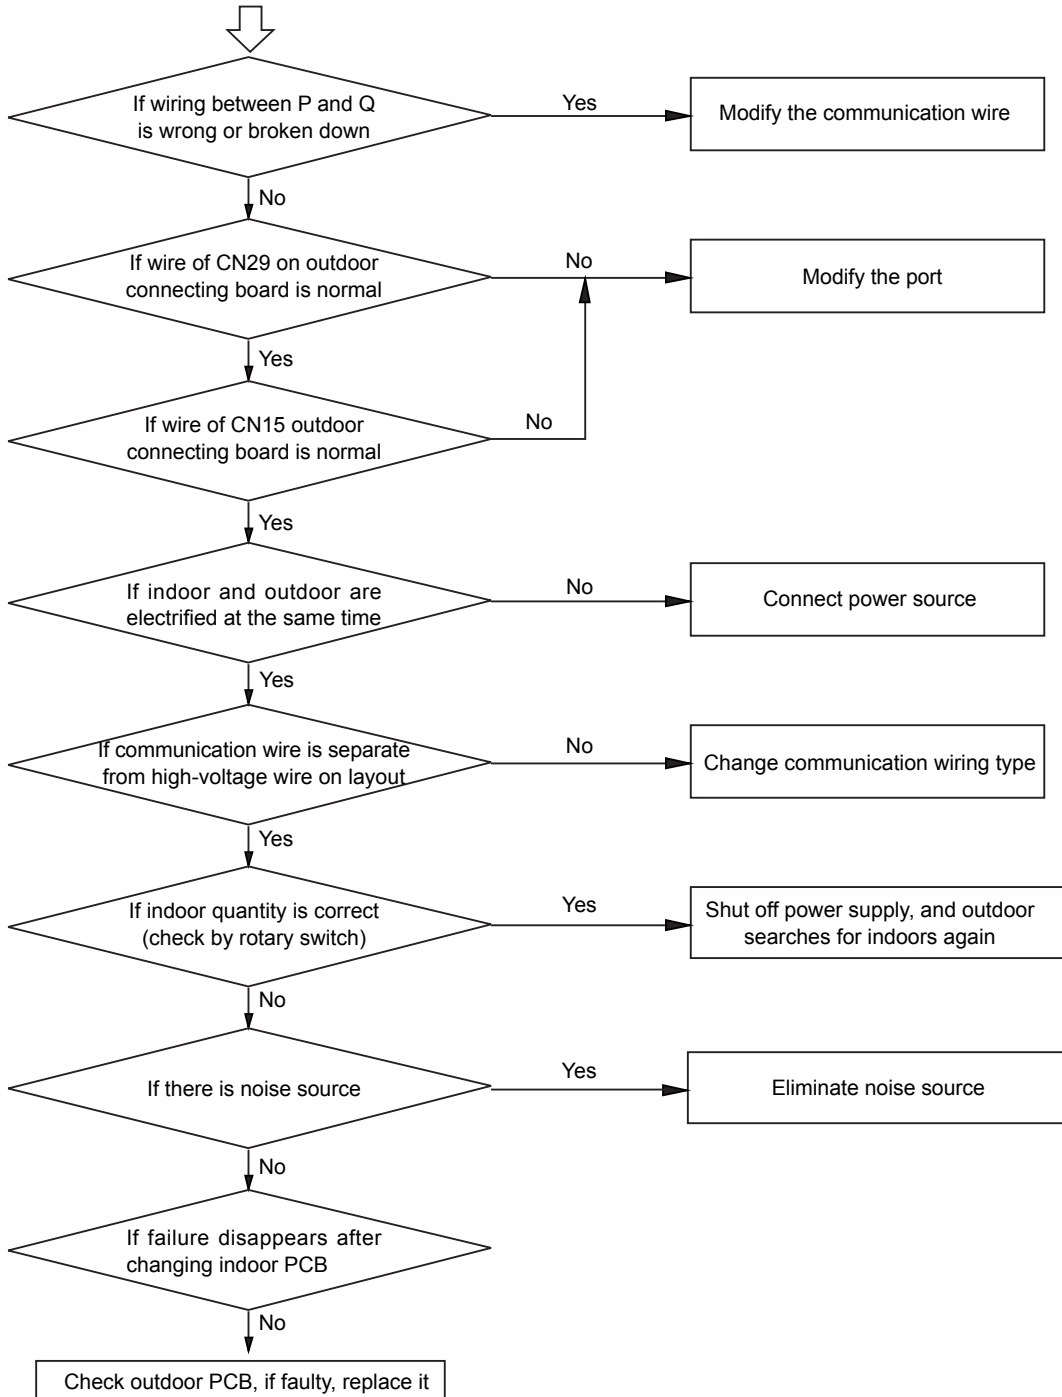 If wiring between P and Q
is wrong or broken down
Yes
Modify the communication wire
No
If wire of CN29 on outdoor
connecting board is normal
No
Modify the port
Yes
If wire of CN15 outdoor
connecting board is normal
No
Yes
If indoor and outdoor are
electrified at the same time
No
Connect power source
Yes
If communication wire is separate
from high-voltage wire on layout
No
Change communication wiring type
Yes
If indoor quantity is correct
(check by rotary switch)
Yes
Shut off power supply, and outdoor
searches for indoors again
No
If there is noise source
Yes
Eliminate noise source
No
If failure disappears after
changing indoor PCB
No
Check outdoor PCB, if faulty, replace it